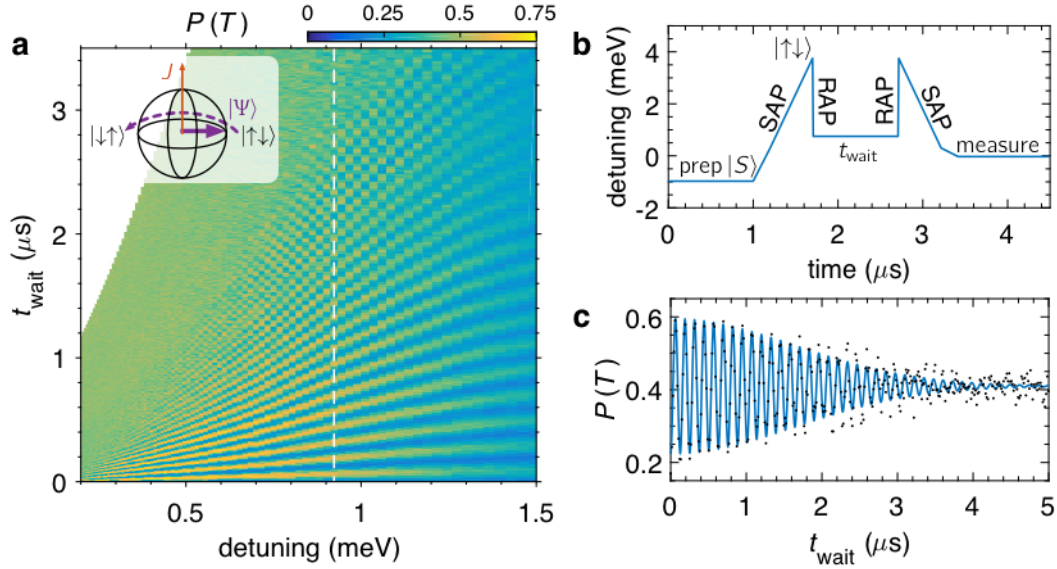 a
P(T)
0 0.25 0.5 0.75
J
|Ψ⟩
|↓↑⟩ |↑↓⟩
3
2
1
0
t_wait (μs)
0.5 1 1.5
detuning (meV)
b
|↑↓⟩
SAP RAP RAP SAP
t_wait
prep |S⟩
measure
4
2
0
-2
detuning (meV)
0 1 2 3 4
time (μs)
c
0.6
0.4
0.2
P(T)
0 1 2 3 4 5
t_wait (μs)